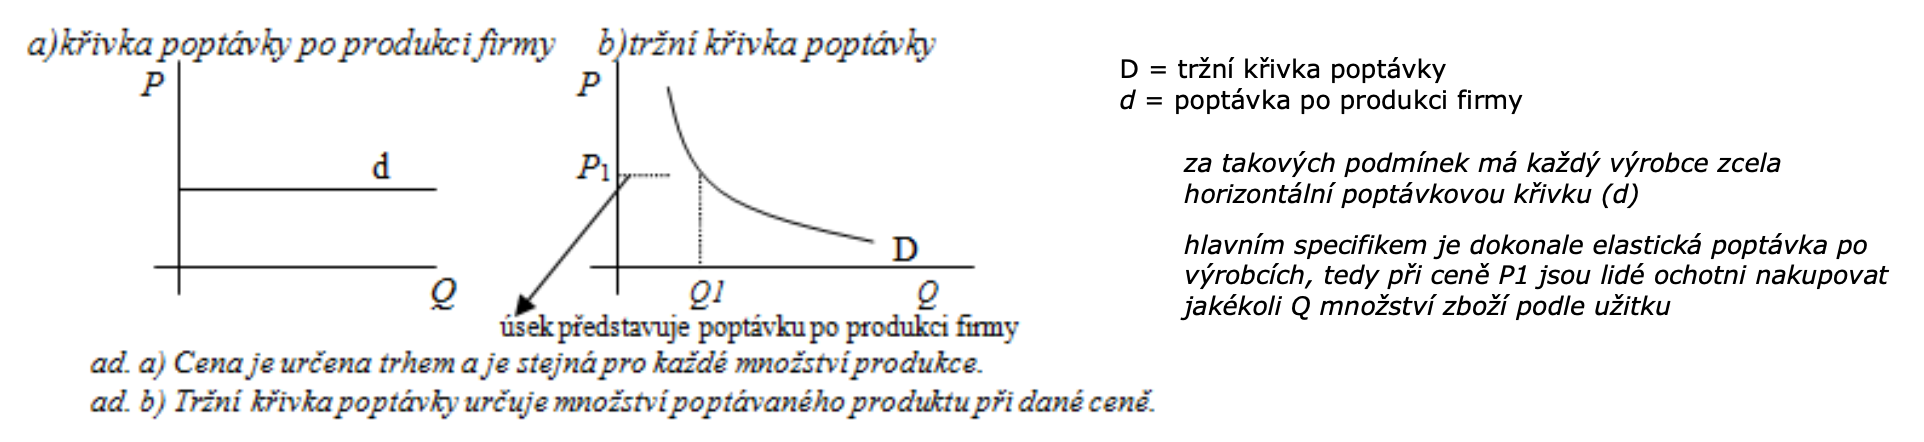 a)křivka poptávky po produkci firmy
b)tržní křivka poptávky
P
d
Q
P
P1
D
Q1
Q
úsek představuje poptávku po produkci firmy
ad. a) Cena je určena trhem a je stejná pro každé množství produkce.
ad. b) Tržní křivka poptávky určuje množství poptávaného produktu při dané ceně.
D = tržní křivka poptávky
d = poptávka po produkci firmy
za takových podmínek má každý výrobce zcela
horizontální poptávkovou křivku (d)
hlavním specifikem je dokonale elastická poptávka po
výrobcích, tedy při ceně P1 jsou lidé ochotni nakupovat
jakékoli Q množství zboží podle užitku